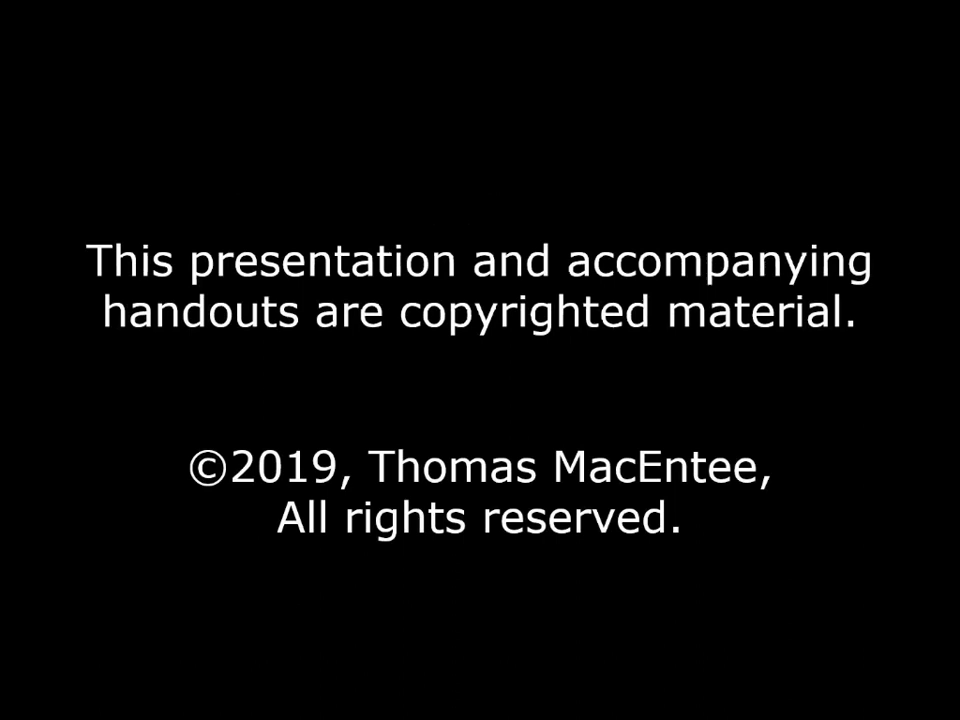 This presentation and accompanying
handouts are copyrighted material.
©2019, Thomas MacEntee,
All rights reserved.